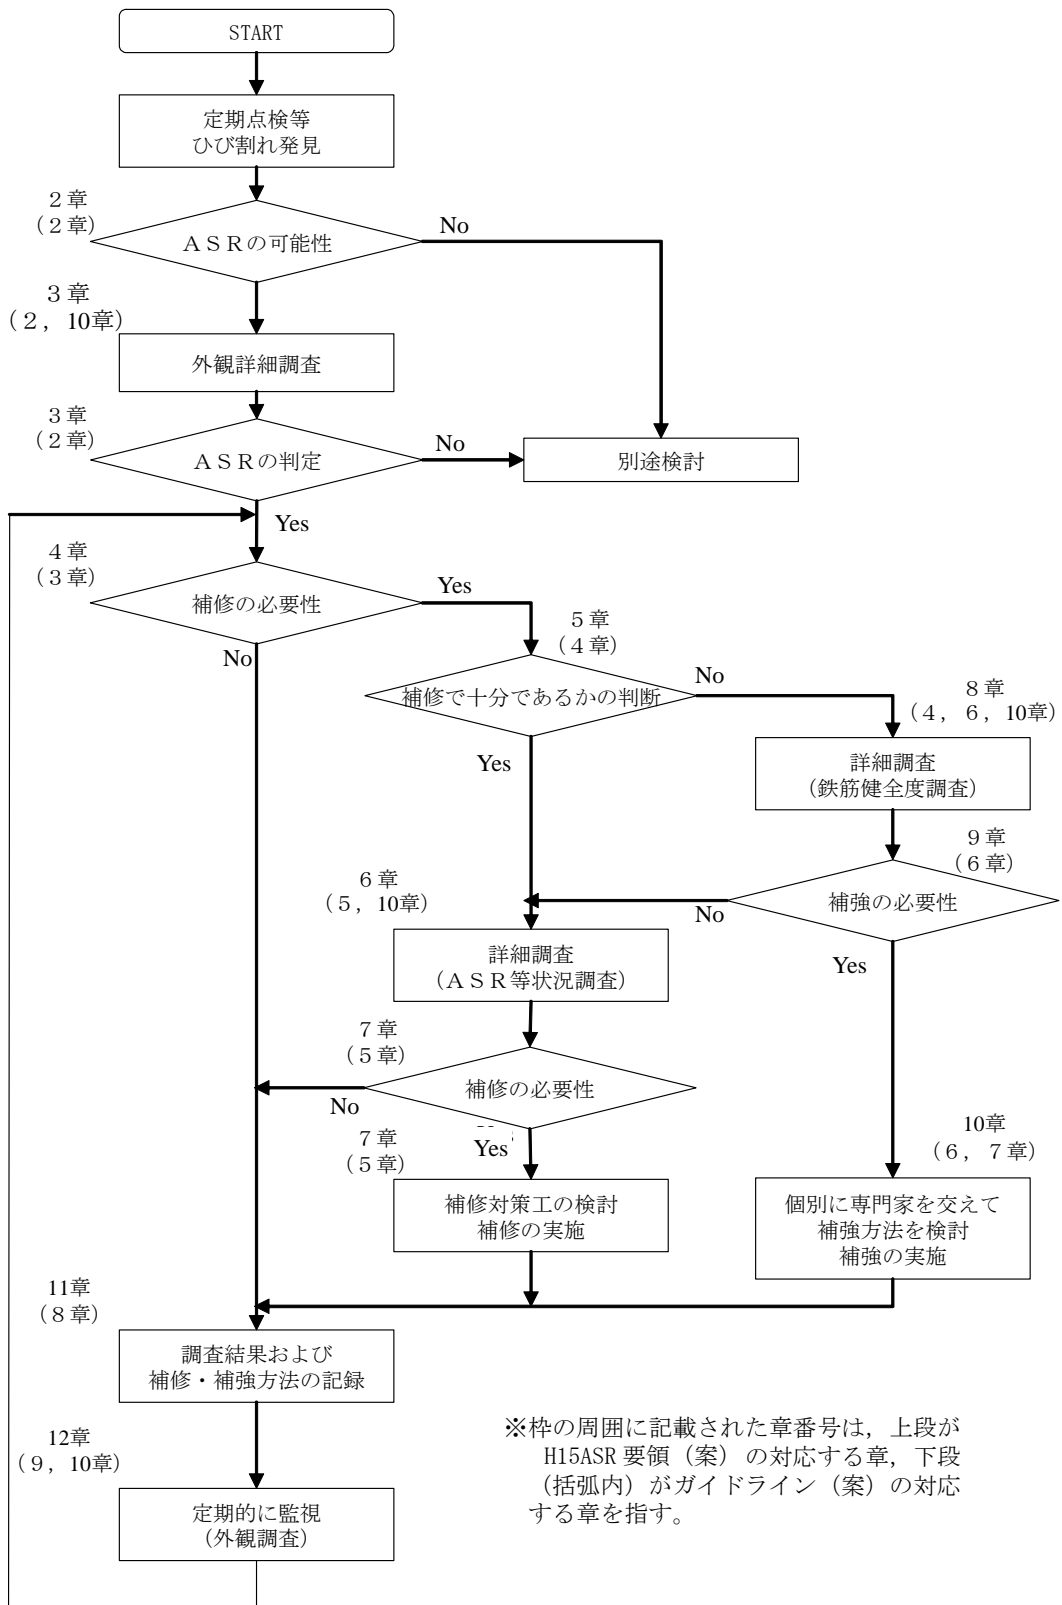 START
定期点検等
ひび割れ発見
２章
（２章）
ＡＳＲの可能性
No
３章
（２，10章）
外観詳細調査
３章
（２章）
ＡＳＲの判定
No
別途検討
Yes
４章
（３章）
補修の必要性
Yes
No
５章
（４章）
補修で十分であるかの判断
No
Yes
８章
（４，６，10章）
詳細調査
（鉄筋健全度調査）
９章
（６章）
補強の必要性
No
Yes
６章
（５，10章）
詳細調査
（ＡＳＲ等状況調査）
７章
（５章）
補修の必要性
No
Yes
７章
（５章）
補修対策工の検討
補修の実施
10章
（６，７章）
個別に専門家を交えて
補強方法を検討
補強の実施
11章
（８章）
調査結果および
補修・補強方法の記録
12章
（９，10章）
定期的に監視
（外観調査）
※枠の周囲に記載された章番号は，上段が
H15ASR 要領（案）の対応する章，下段
（括弧内）がガイドライン（案）の対応
する章を指す。